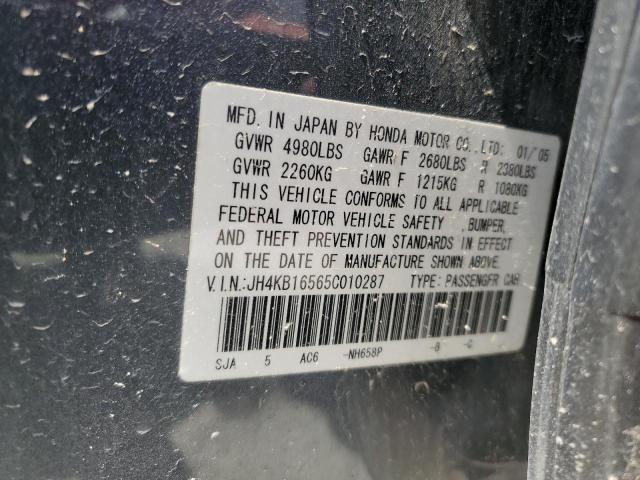 MFD. IN JAPAN BY HONDA MOTOR CO.,LTD. 01/'05
GVWR 4980LBS GAWR F 2680LBS R 2380LBS
GVWR 2260KG GAWR F 1215KG R 1080KG
THIS VEHICLE CONFORMS TO ALL APPLICABLE
FEDERAL MOTOR VEHICLE SAFETY , BUMPER,
AND THEFT PREVENTION STANDARDS IN EFFECT
ON THE DATE OF MANUFACTURE SHOWN ABOVE.
V.I.N.:JH4KB16565C010287 TYPE: PASSENGER CAR
SJA 5 AC6 -NH658P -B -G